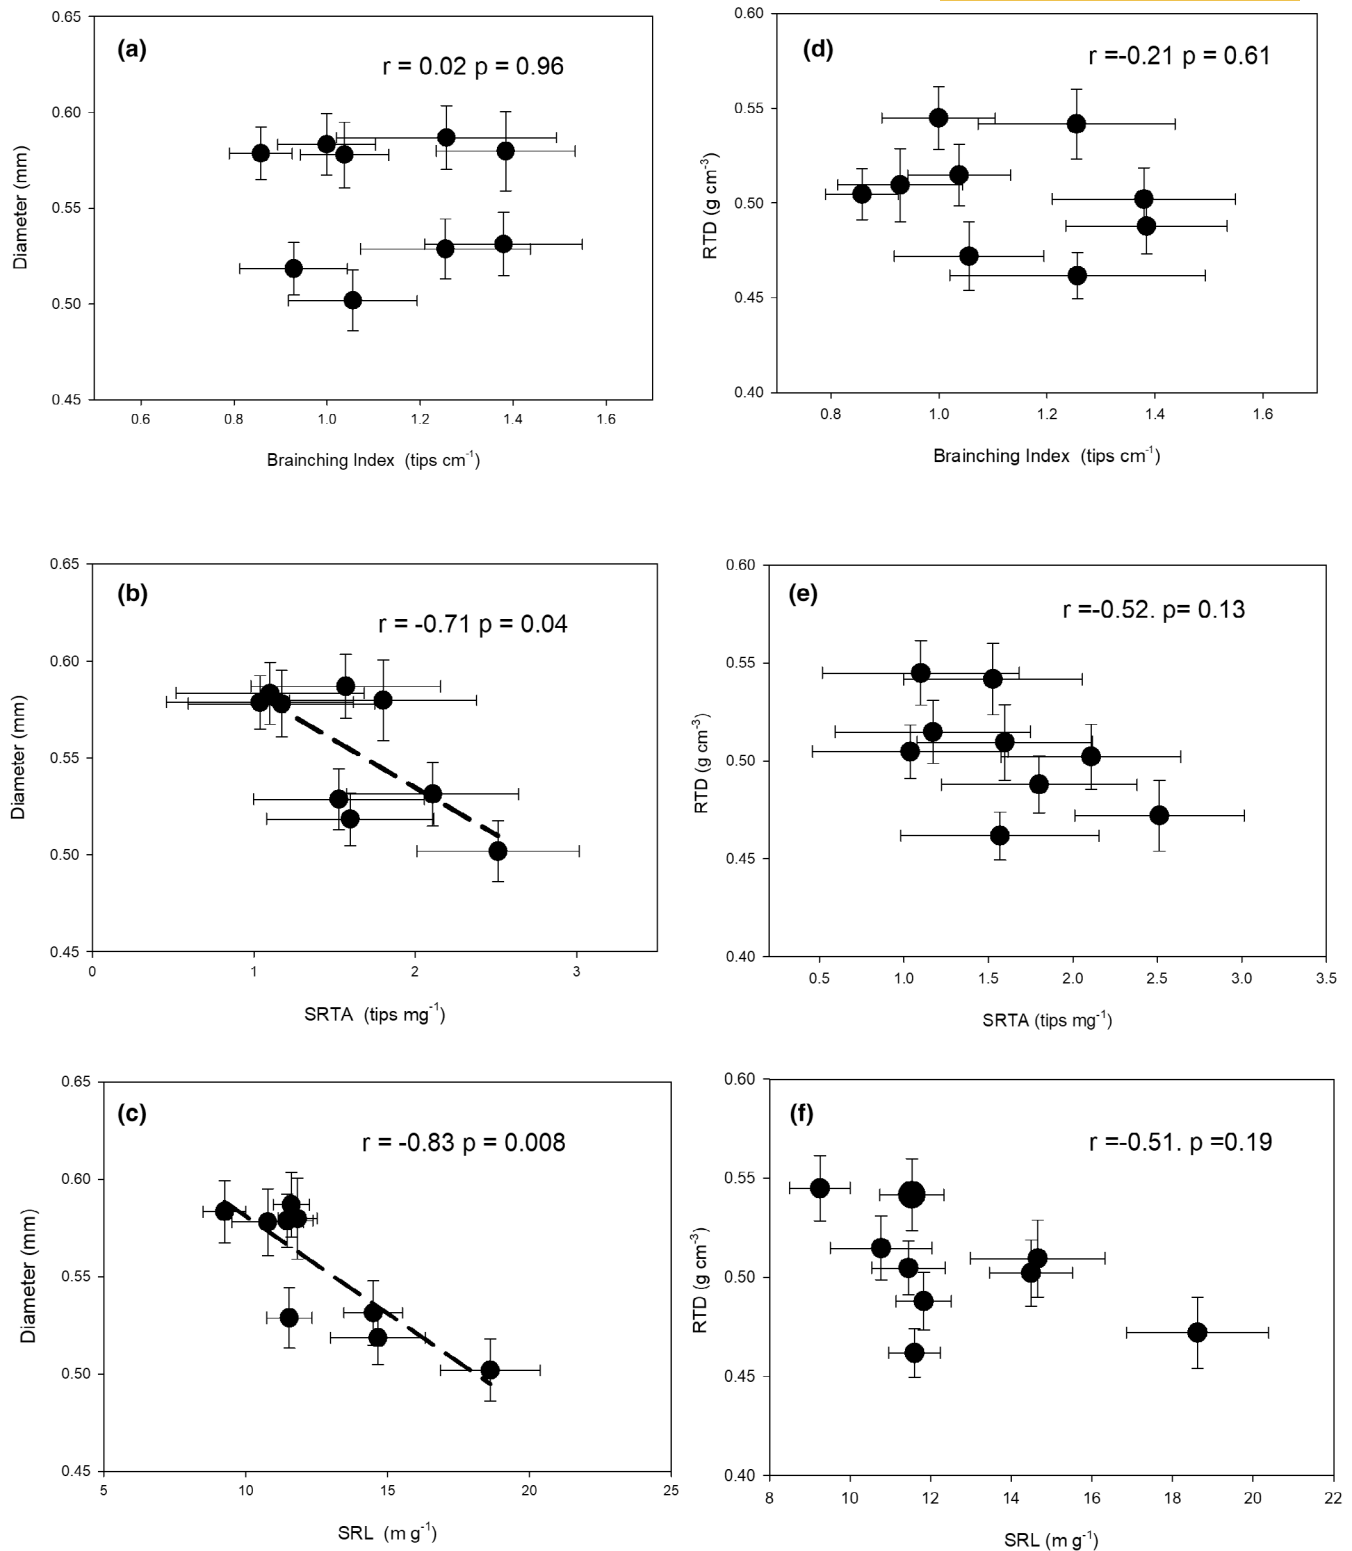 (a)
r = 0.02 p = 0.96
0.65
0.60
0.55
0.50
0.45
Diameter (mm)
0.6 0.8 1.0 1.2 1.4 1.6
Brainching Index (tips cm-1)
(d)
r =-0.21 p = 0.61
0.60
0.55
0.50
0.45
0.40
RTD (g cm-3)
0.8 1.0 1.2 1.4 1.6
Brainching Index (tips cm-1)
(b)
r = -0.71 p = 0.04
0.65
0.60
0.55
0.50
0.45
Diameter (mm)
0 1 2 3
SRTA (tips mg-1)
(e)
r =-0.52. p= 0.13
0.60
0.55
0.50
0.45
0.40
RTD (g cm-3)
0.5 1.0 1.5 2.0 2.5 3.0 3.5
SRTA (tips mg-1)
(c)
r = -0.83 p = 0.008
0.65
0.60
0.55
0.50
0.45
Diameter (mm)
5 10 15 20 25
SRL (m g-1)
(f)
r =-0.51. p =0.19
0.60
0.55
0.50
0.45
0.40
RTD (g cm-3)
8 10 12 14 16 18 20 22
SRL (m g-1)